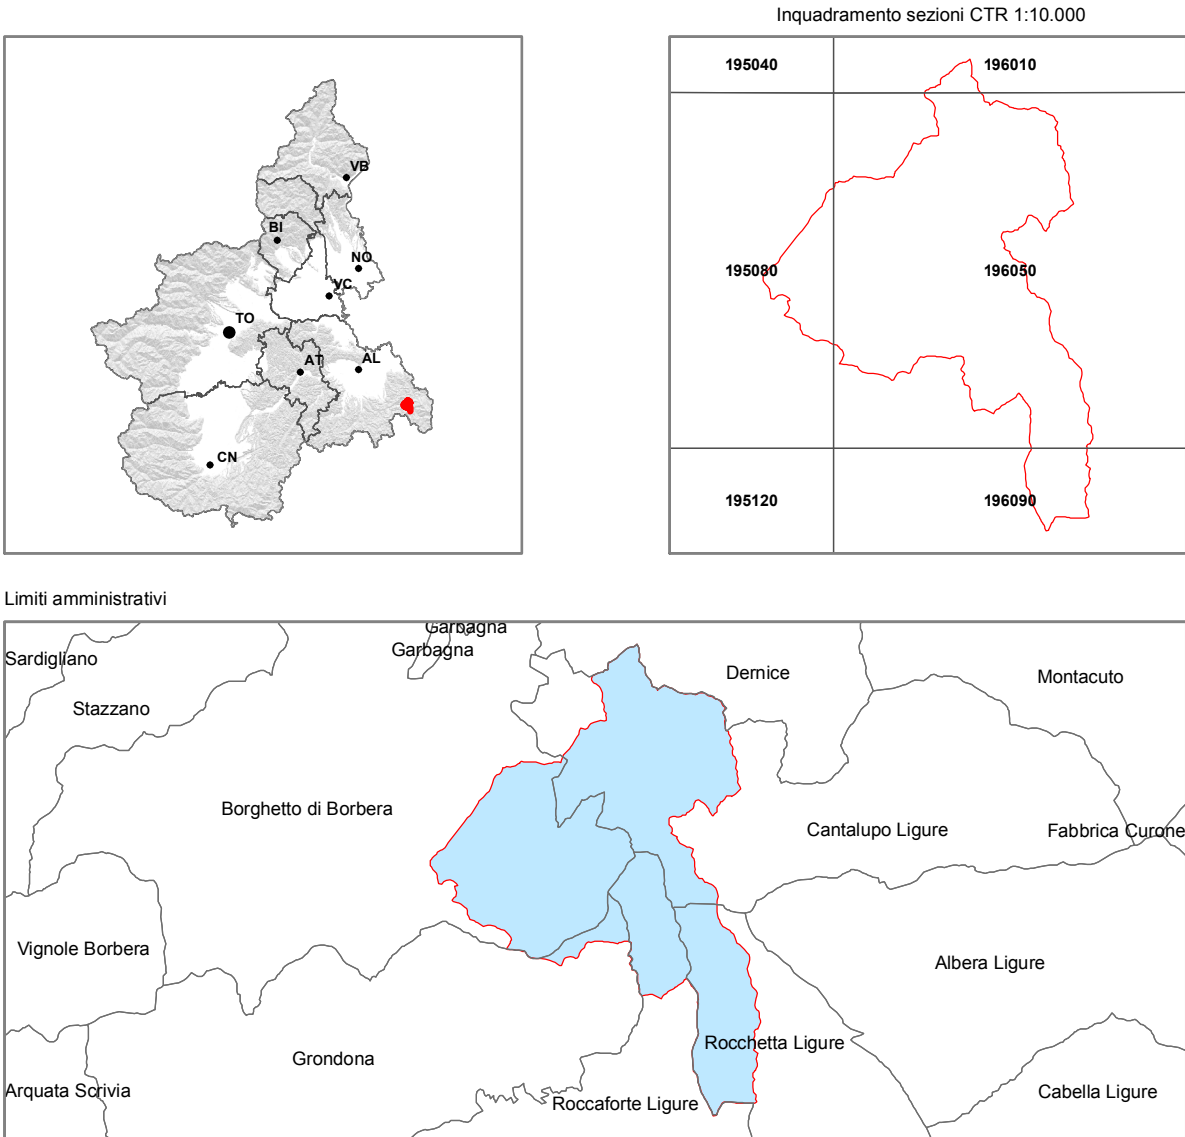 Inquadramento sezioni CTR 1:10.000
195040
196010
VB
BI
NO
VC
TO
AT
AL
CN
195080
196050
195120
196090
Limiti amministrativi
Garbagna
Garbagna
Sardigliano
Dernice
Montacuto
Stazzano
Borghetto di Borbera
Cantalupo Ligure
Fabbrica Curone
Vignole Borbera
Albera Ligure
Rocchetta Ligure
Grondona
Arquata Scrivia
Roccaforte Ligure
Cabella Ligure